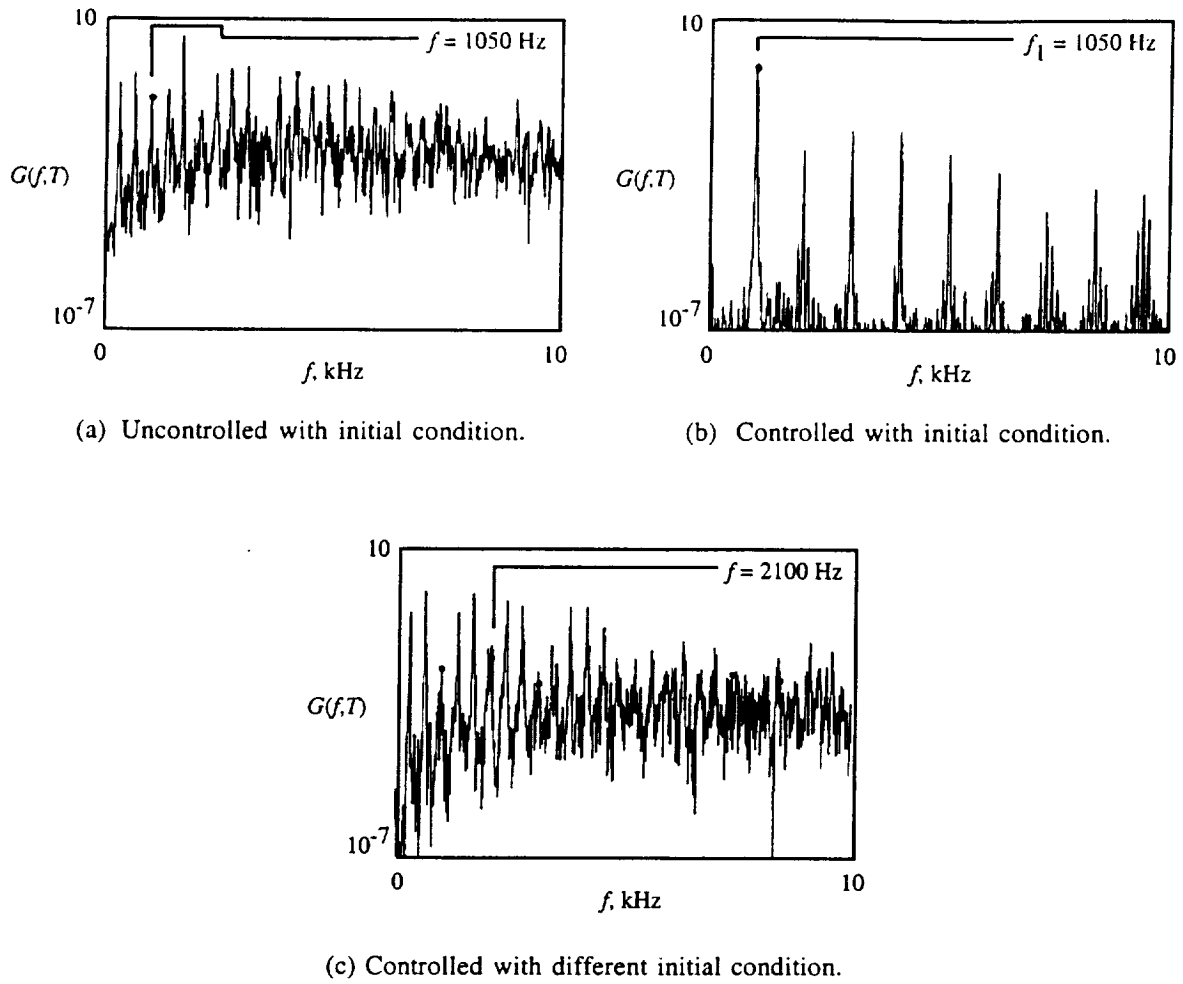 10
f = 1050 Hz
G(f,T)
10-7
0
10
f, kHz
(a) Uncontrolled with initial condition.
10
f1 = 1050 Hz
G(f,T)
10-7
0
10
f, kHz
(b) Controlled with initial condition.
10
f = 2100 Hz
G(f,T)
10-7
0
10
f, kHz
(c) Controlled with different initial condition.